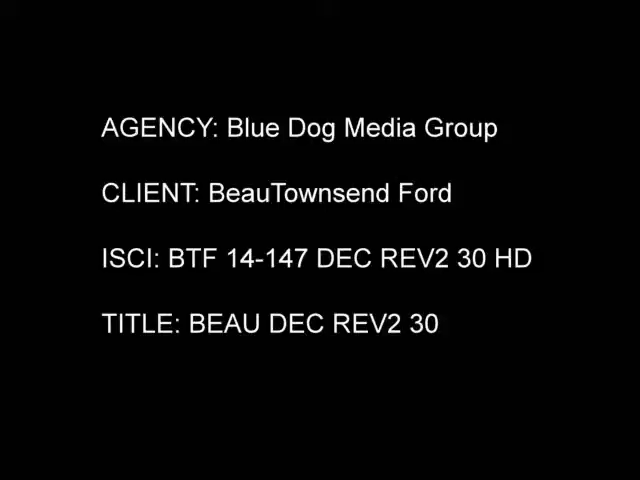 AGENCY: Blue Dog Media Group
CLIENT: BeauTownsend Ford
ISCI: BTF 14-147 DEC REV2 30 HD
TITLE: BEAU DEC REV2 30